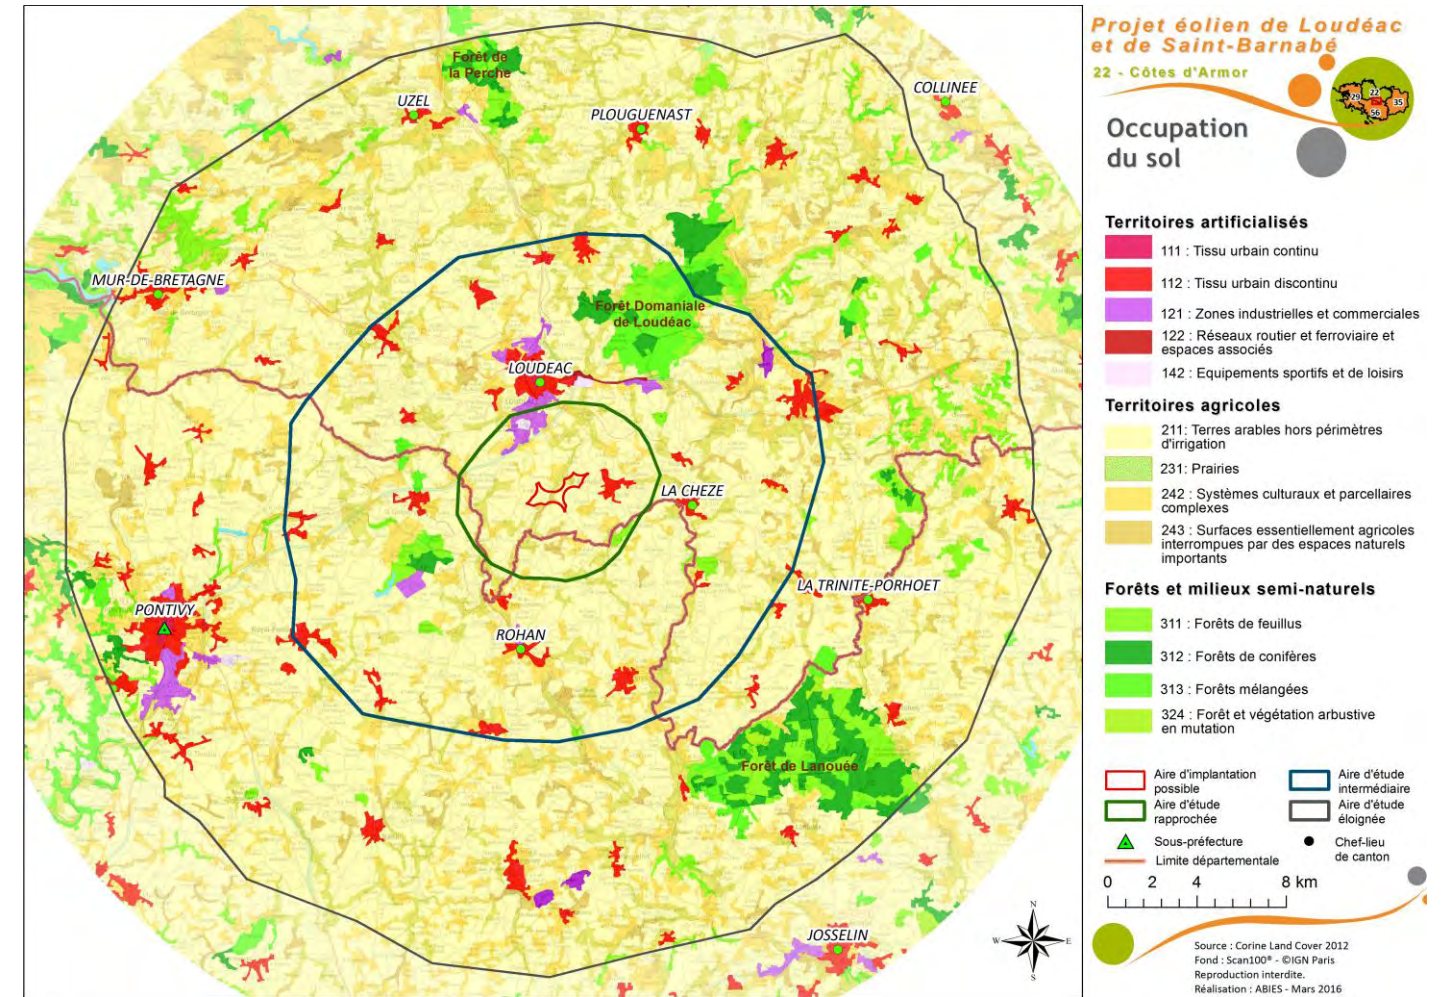 Projet éolien de Loudéac
et de Saint-Barnabé
22 - Côtes d'Armor
29
22
35
56
Occupation
du sol
Territoires artificialisés
111 : Tissu urbain continu
112 : Tissu urbain discontinu
121 : Zones industrielles et commerciales
122 : Réseaux routier et ferroviaire et
espaces associés
142 : Equipements sportifs et de loisirs
Territoires agricoles
211: Terres arables hors périmètres
d'irrigation
231: Prairies
242 : Systèmes culturaux et parcellaires
complexes
243 : Surfaces essentiellement agricoles
interrompues par des espaces naturels
importants
Forêts et milieux semi-naturels
311 : Forêts de feuillus
312 : Forêts de conifères
313 : Forêts mélangées
324 : Forêt et végétation arbustive
en mutation
Aire d'implantation
possible
Aire d'étude
intermédiaire
Aire d'étude
rapprochée
Aire d'étude
éloignée
Sous-préfecture
Chef-lieu
de canton
Limite départementale
0 2 4 8 km
Source : Corine Land Cover 2012
Fond : Scan100® - ©IGN Paris
Reproduction interdite.
Réalisation : ABIES - Mars 2016
Forêt de
la Perche
UZEL
PLOUGUENAST
COLLINEE
MUR-DE-BRETAGNE
Forêt Domaniale
de Loudéac
LOUDEAC
LA CHEZE
LA TRINITE-PORHOET
PONTIVY
ROHAN
Forêt de Lanouée
JOSSELIN
N
W
E
S